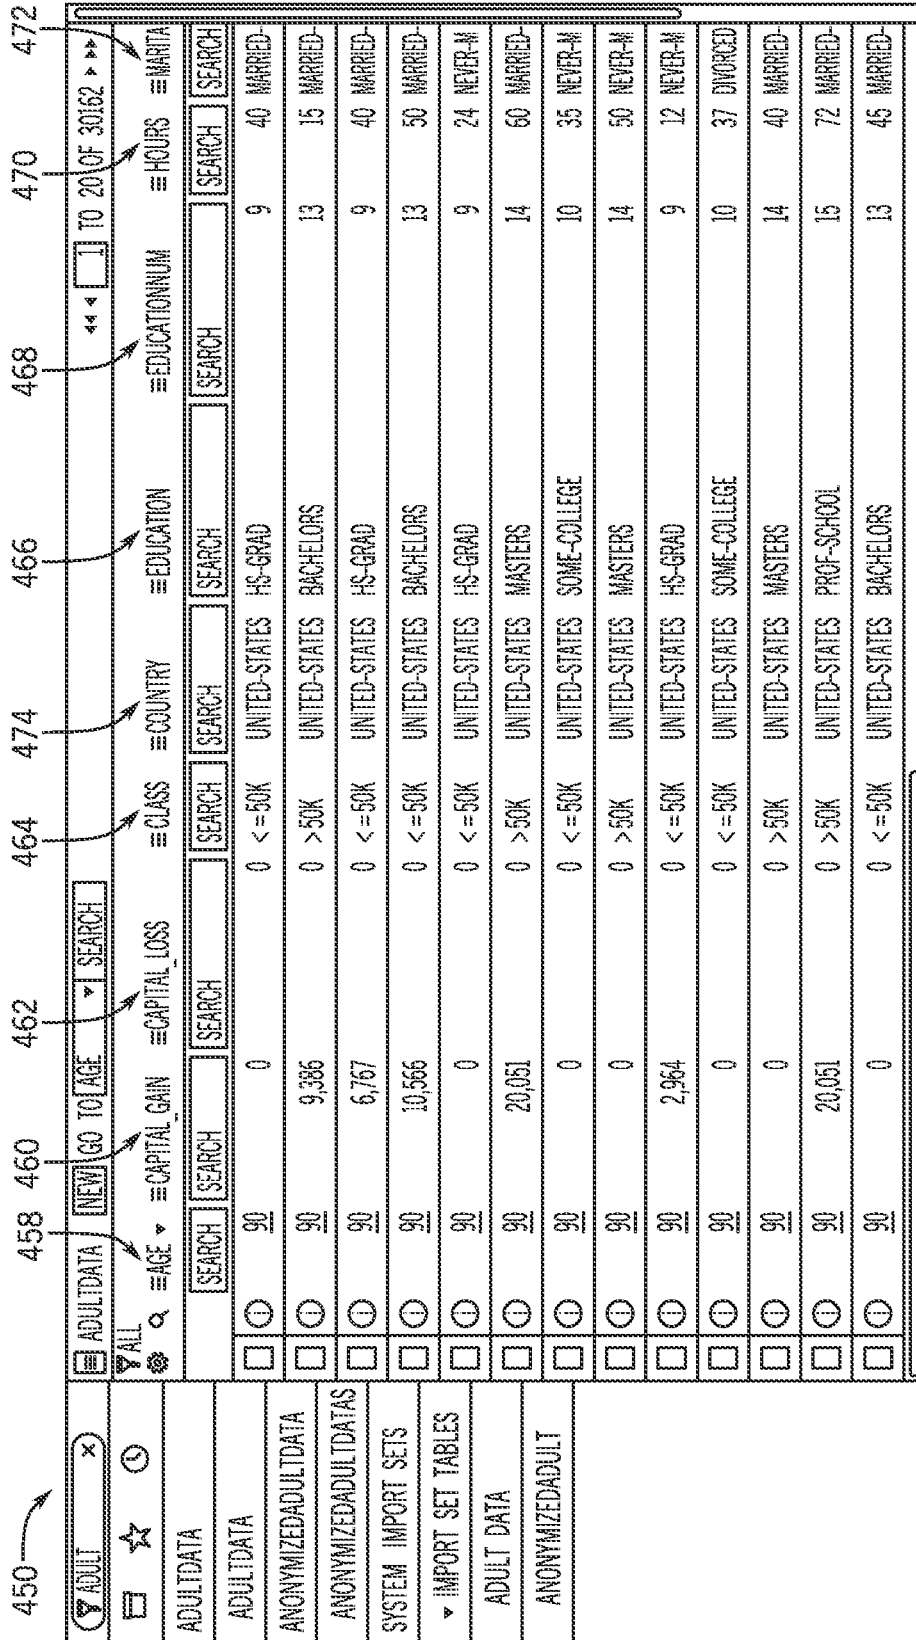 450
458
460
462
464
474
466
468
470
472
ADULT ×
ADULTDATA
ADULTDATA
ANONYMIZEDADULTDATA
ANONYMIZEDADULTDATAS
SYSTEM IMPORT SETS
▼ IMPORT SET TABLES
ADULT DATA
ANONYMIZEDADULT
ADULTDATA NEW GO TO AGE ▼ SEARCH ◄◄ ◄ 1 TO 20 OF 30162 ► ►►
ALL
≡AGE ▼ ≡CAPITAL_GAIN ≡CAPITAL_LOSS ≡CLASS ≡COUNTRY ≡EDUCATION ≡EDUCATIONNUM ≡HOURS ≡MARITA
SEARCH SEARCH SEARCH SEARCH SEARCH SEARCH SEARCH SEARCH SEARCH
90 0 0 <=50K UNITED-STATES HS-GRAD 9 40 MARRIED-
90 9,386 0 >50K UNITED-STATES BACHELORS 13 15 MARRIED-
90 6,767 0 <=50K UNITED-STATES HS-GRAD 9 40 MARRIED-
90 10,566 0 <=50K UNITED-STATES BACHELORS 13 50 MARRIED-
90 0 0 <=50K UNITED-STATES HS-GRAD 9 24 NEVER-M
90 20,051 0 >50K UNITED-STATES MASTERS 14 60 MARRIED-
90 0 0 <=50K UNITED-STATES SOME-COLLEGE 10 35 NEVER-M
90 0 0 >50K UNITED-STATES MASTERS 14 50 NEVER-M
90 2,964 0 <=50K UNITED-STATES HS-GRAD 9 12 NEVER-M
90 0 0 <=50K UNITED-STATES SOME-COLLEGE 10 37 DIVORCED
90 0 0 >50K UNITED-STATES MASTERS 14 40 MARRIED-
90 20,051 0 >50K UNITED-STATES PROF-SCHOOL 15 72 MARRIED-
90 0 0 <=50K UNITED-STATES BACHELORS 13 45 MARRIED-